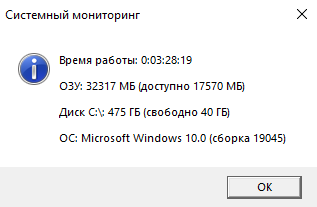 Системный мониторинг
Время работы: 0:03:28:19
ОЗУ: 32317 МБ (доступно 17570 МБ)
Диск C:\: 475 ГБ (свободно 40 ГБ)
ОС: Microsoft Windows 10.0 (сборка 19045)
ОК